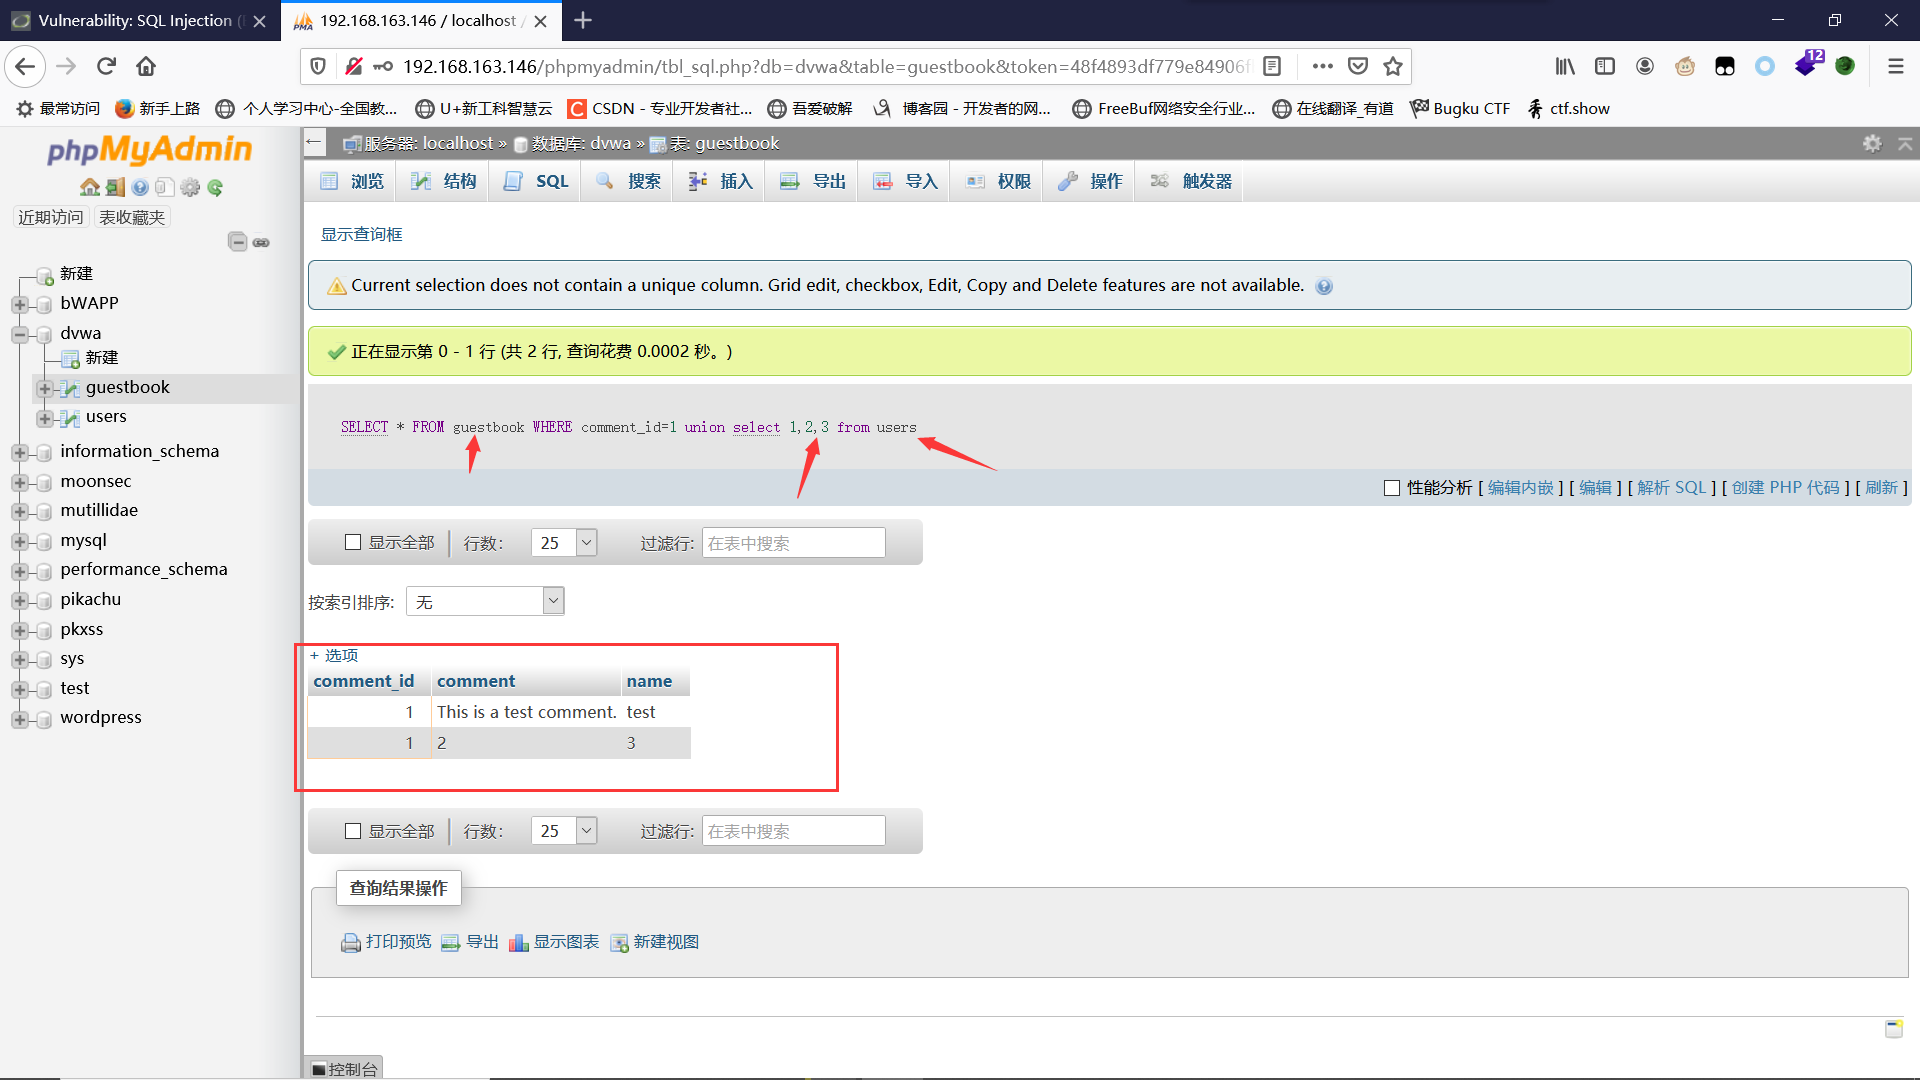 Vulnerability: SQL Injection (
192.168.163.146 / localhost /
192.168.163.146/phpmyadmin/tbl_sql.php?db=dvwa&table=guestbook&token=48f4893df779e84906f
12
最常访问
新手上路
个人学习中心-全国教...
U+新工科智慧云
CSDN - 专业开发者社...
吾爱破解
博客园 - 开发者的网...
FreeBuf网络安全行业...
在线翻译_有道
Bugku CTF
ctf.show
phpMyAdmin
近期访问
表收藏夹
新建
bWAPP
dvwa
新建
guestbook
users
information_schema
moonsec
mutillidae
mysql
performance_schema
pikachu
pkxss
sys
test
wordpress
服务器: localhost » 数据库: dvwa » 表: guestbook
浏览
结构
SQL
搜索
插入
导出
导入
权限
操作
触发器
显示查询框
Current selection does not contain a unique column. Grid edit, checkbox, Edit, Copy and Delete features are not available.
正在显示第 0 - 1 行 (共 2 行, 查询花费 0.0002 秒。)
SELECT * FROM guestbook WHERE comment_id=1 union select 1,2,3 from users
性能分析 [ 编辑内嵌 ] [ 编辑 ] [ 解析 SQL ] [ 创建 PHP 代码 ] [ 刷新 ]
显示全部 行数: 25 过滤行: 在表中搜索
按索引排序: 无
+ 选项
comment_id comment name
1 This is a test comment. test
1 2 3
显示全部 行数: 25 过滤行: 在表中搜索
查询结果操作
打印预览 导出 显示图表 新建视图
控制台